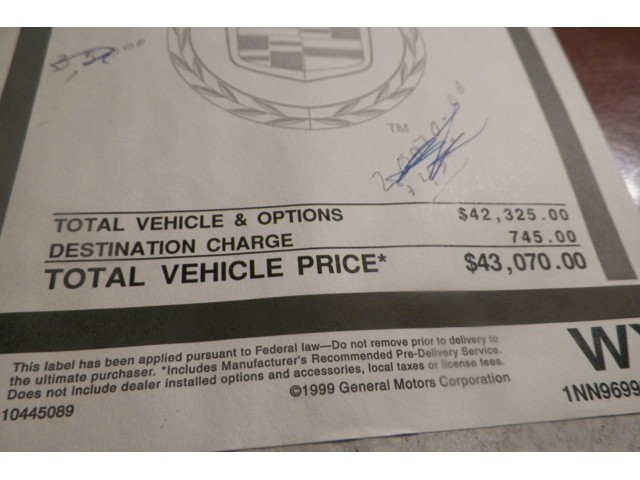 TM
TOTAL VEHICLE & OPTIONS $42,325.00
DESTINATION CHARGE 745.00
TOTAL VEHICLE PRICE* $43,070.00
This label has been applied pursuant to Federal law—Do not remove prior to delivery to
the ultimate purchaser. *Includes Manufacturer's Recommended Pre-Delivery Service.
Does not include dealer installed options and accessories, local taxes or license fees.
©1999 General Motors Corporation
10445089
1NN9699